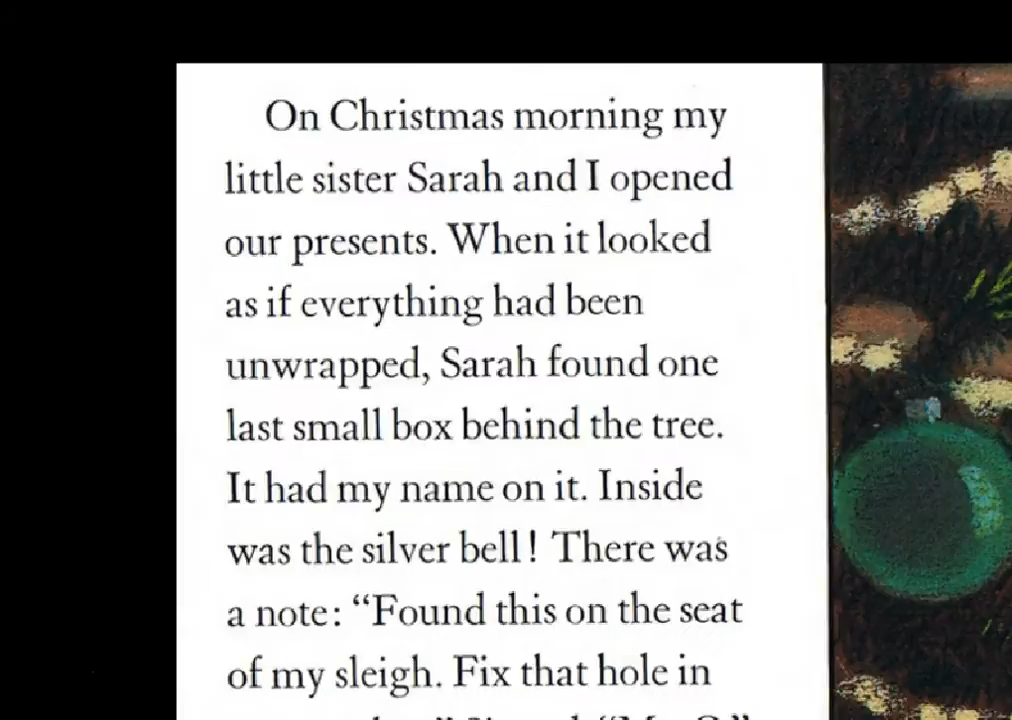 On Christmas morning my
little sister Sarah and I opened
our presents. When it looked
as if everything had been
unwrapped, Sarah found one
last small box behind the tree.
It had my name on it. Inside
was the silver bell! There was
a note: “Found this on the seat
of my sleigh. Fix that hole in